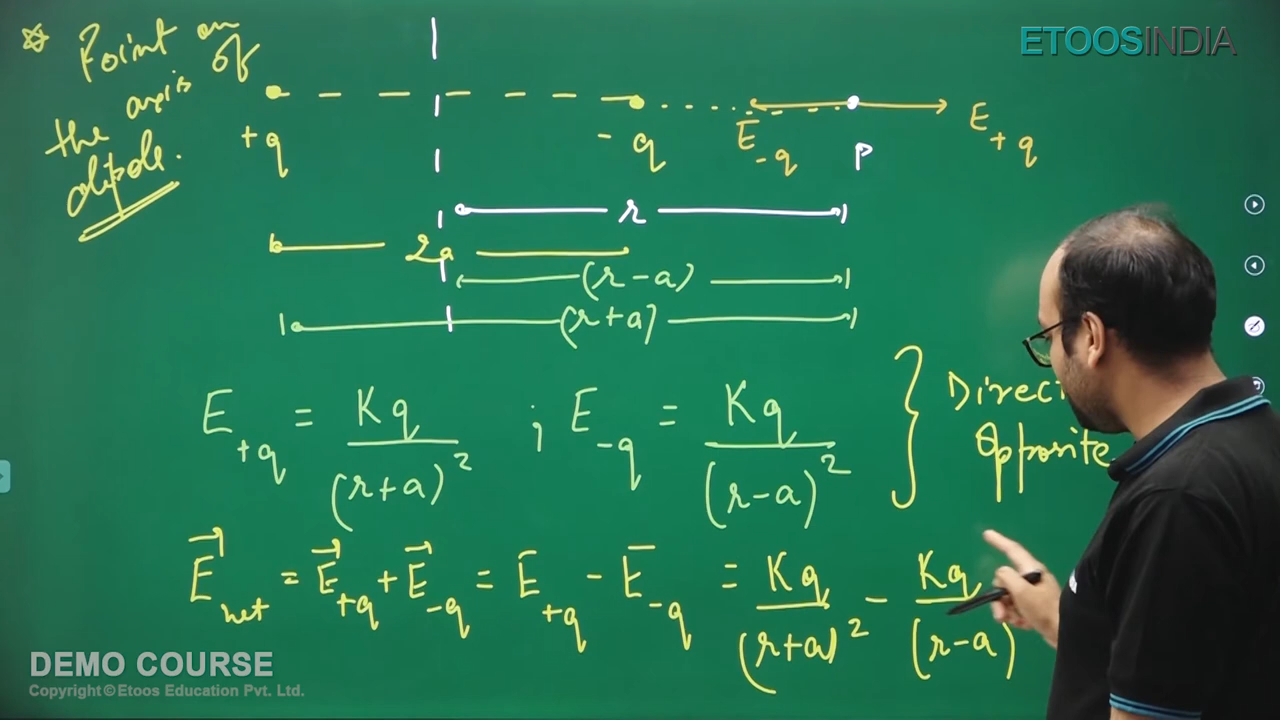 ETOOSINDIA
* Point on
the axis of
dipole.
+q
- q
E-q
P
E+q
r
2a
(r-a)
(r+a)
E+q = Kq/(r+a)² ; E-q = Kq/(r-a)² }
Direct
Opposite
E⃗net = E⃗+q + E⃗-q = E+q - E-q = Kq/(r+a)² - Kq/(r-a)
DEMO COURSE
Copyright © Etoos Education Pvt. Ltd.